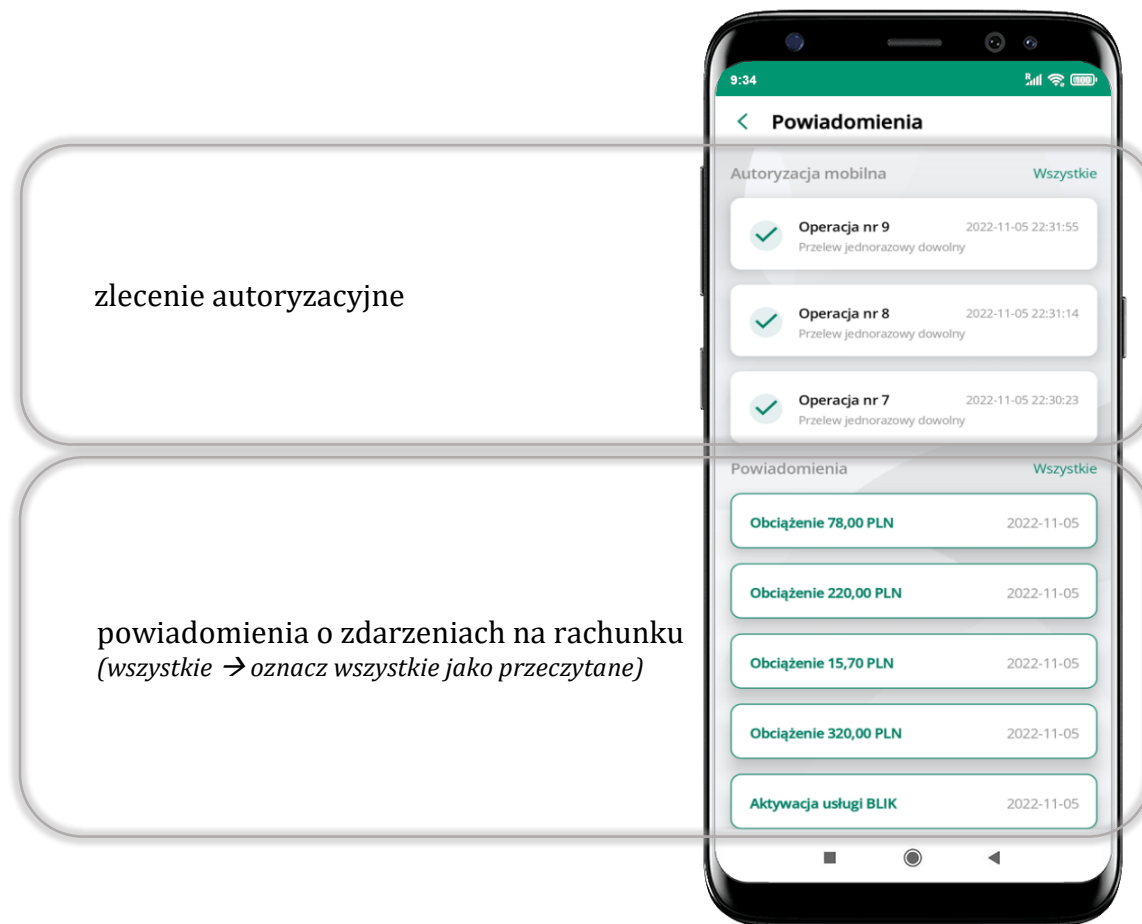 9:34
Powiadomienia
Autoryzacja mobilna Wszystkie
Operacja nr 9 2022-11-05 22:31:55
Przelew jednorazowy dowolny
zlecenie autoryzacyjne
Operacja nr 8 2022-11-05 22:31:14
Przelew jednorazowy dowolny
Operacja nr 7 2022-11-05 22:30:23
Przelew jednorazowy dowolny
Powiadomienia Wszystkie
Obciążenie 78,00 PLN 2022-11-05
Obciążenie 220,00 PLN 2022-11-05
powiadomienia o zdarzeniach na rachunku
(wszystkie → oznacz wszystkie jako przeczytane)
Obciążenie 15,70 PLN 2022-11-05
Obciążenie 320,00 PLN 2022-11-05
Aktywacja usługi BLIK 2022-11-05